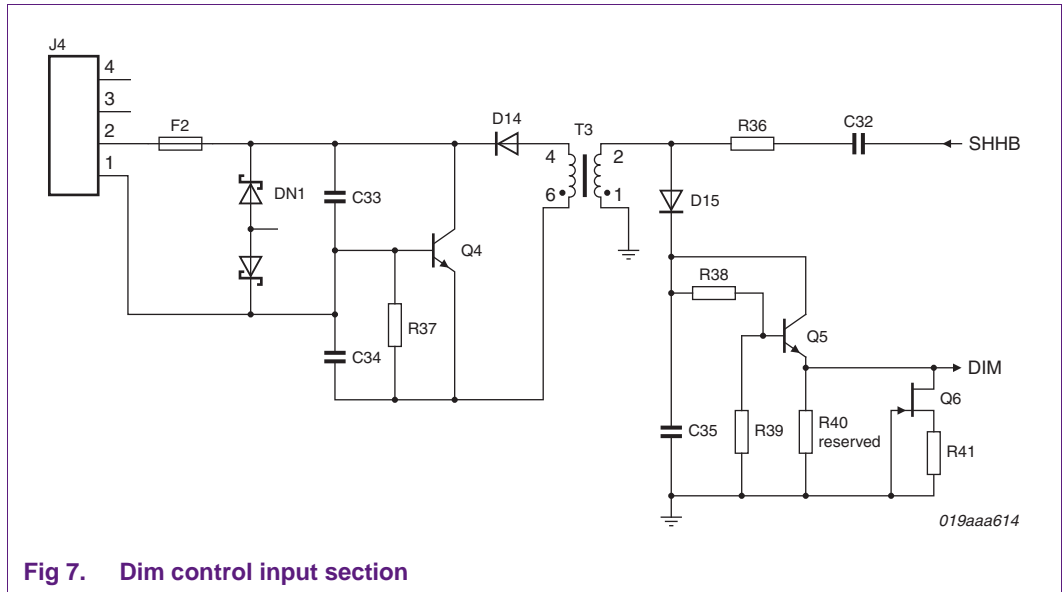 J4
4
3
2
1
F2
DN1
C33
C34
R37
Q4
D14
T3
4
6
2
1
R36
C32
SHHB
D15
R38
Q5
C35
R39
R40
reserved
DIM
Q6
R41
019aaa614
Fig 7. Dim control input section